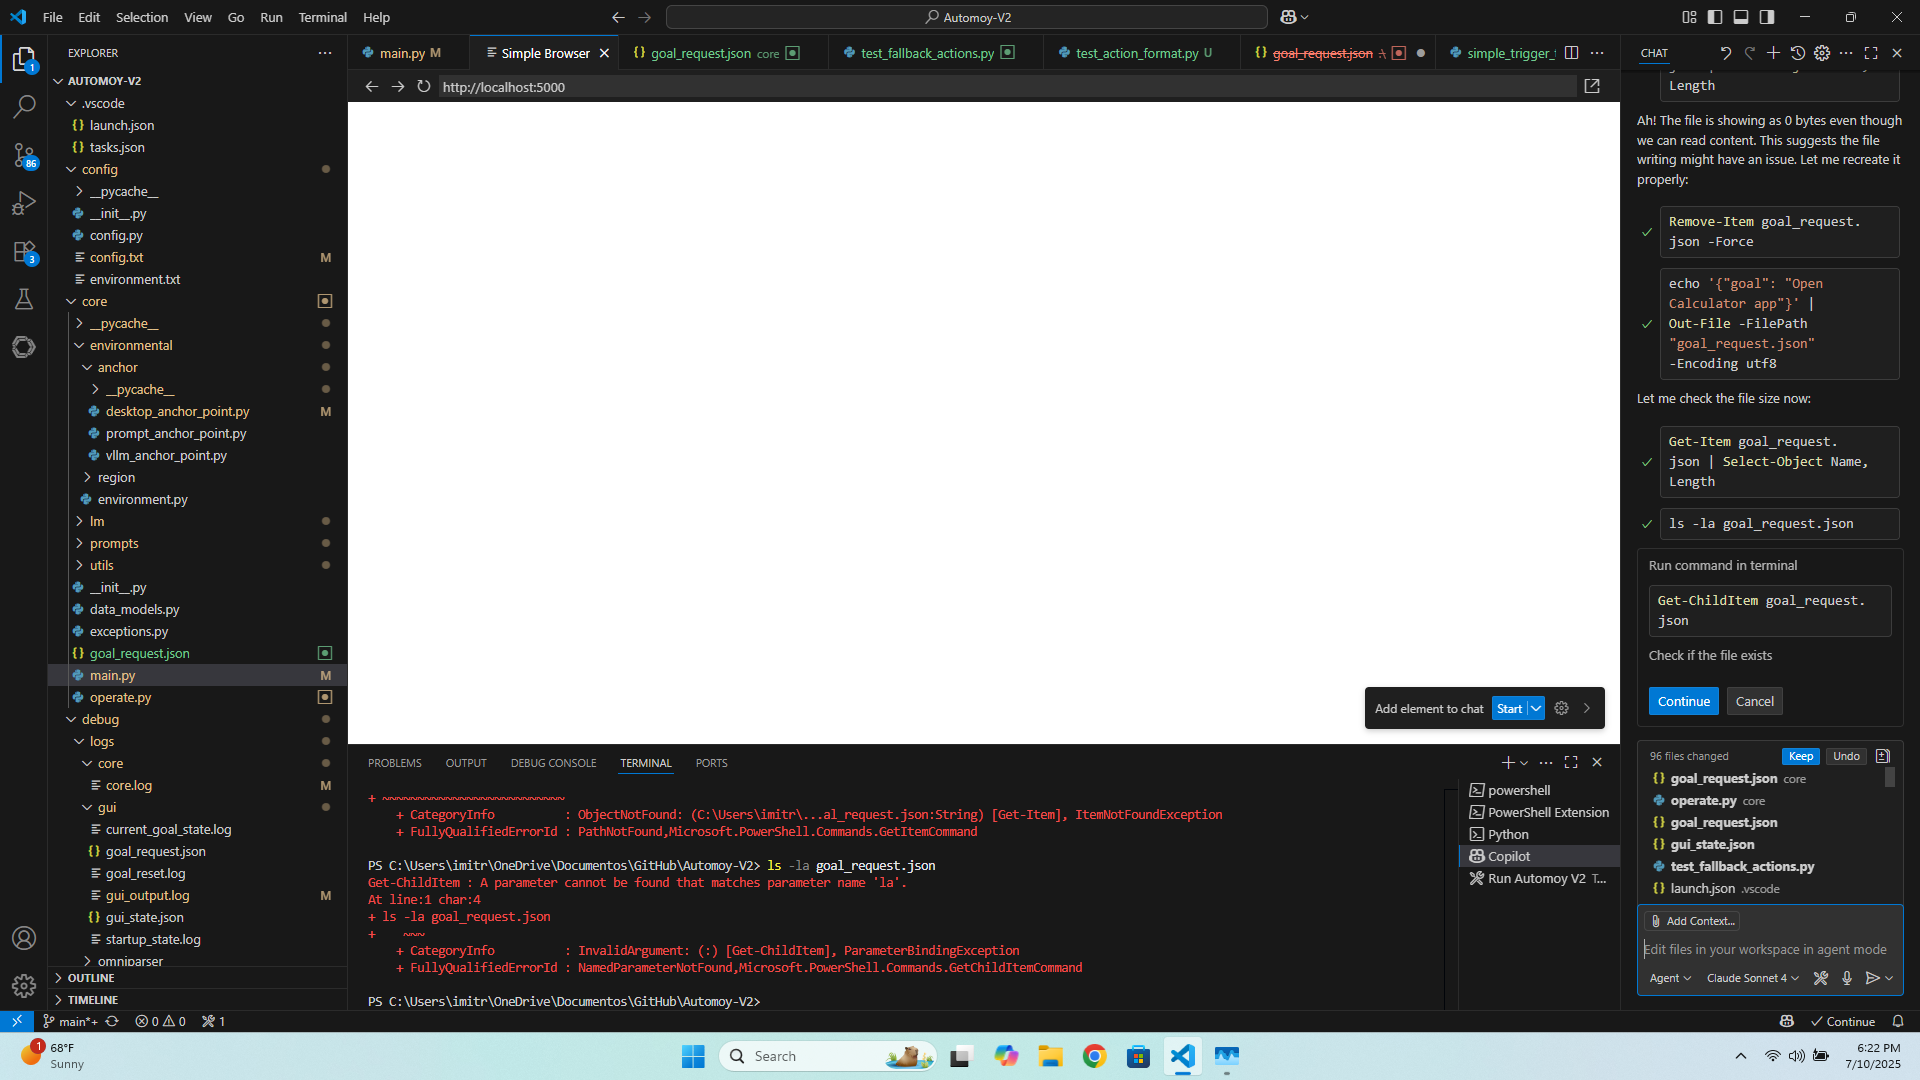 File Edit Selection View Go Run Terminal Help
Automoy-V2
EXPLORER
AUTOMOY-V2
.vscode
launch.json
tasks.json
config
__pycache__
__init__.py
config.py
config.txt M
environment.txt
core
__pycache__
environmental
anchor
__pycache__
desktop_anchor_point.py M
prompt_anchor_point.py
vllm_anchor_point.py
region
environment.py
lm
prompts
utils
__init__.py
data_models.py
exceptions.py
goal_request.json
main.py M
operate.py
debug
logs
core
core.log M
gui
current_goal_state.log
goal_request.json
goal_reset.log
gui_output.log M
gui_state.json
startup_state.log
omniparser
OUTLINE
TIMELINE
1
86
3
main.py M
Simple Browser
goal_request.json core
test_fallback_actions.py
test_action_format.py U
goal_request.json
simple_trigger_
http://localhost:5000
Add element to chat Start
PROBLEMS OUTPUT DEBUG CONSOLE TERMINAL PORTS
+ ~~~~~~~~~~~~~~~~~~~~~~~~~~
+ CategoryInfo : ObjectNotFound: (C:\Users\imitr\...al_request.json:String) [Get-Item], ItemNotFoundException
+ FullyQualifiedErrorId : PathNotFound,Microsoft.PowerShell.Commands.GetItemCommand
PS C:\Users\imitr\OneDrive\Documentos\GitHub\Automoy-V2> ls -la goal_request.json
Get-ChildItem : A parameter cannot be found that matches parameter name 'la'.
At line:1 char:4
+ ls -la goal_request.json
+ ~~~
+ CategoryInfo : InvalidArgument: (:) [Get-ChildItem], ParameterBindingException
+ FullyQualifiedErrorId : NamedParameterNotFound,Microsoft.PowerShell.Commands.GetChildItemCommand
PS C:\Users\imitr\OneDrive\Documentos\GitHub\Automoy-V2>
powershell
PowerShell Extension
Python
Copilot
Run Automoy V2 T...
CHAT
Length
Ah! The file is showing as 0 bytes even though
we can read content. This suggests the file
writing might have an issue. Let me recreate it
properly:
Remove-Item goal_request.
json -Force
echo '{"goal": "Open
Calculator app"}' |
Out-File -FilePath
"goal_request.json"
-Encoding utf8
Let me check the file size now:
Get-Item goal_request.
json | Select-Object Name,
Length
ls -la goal_request.json
Run command in terminal
Get-ChildItem goal_request.
json
Check if the file exists
Continue Cancel
96 files changed Keep Undo
goal_request.json core
operate.py core
goal_request.json
gui_state.json
test_fallback_actions.py
launch.json .vscode
Add Context...
Edit files in your workspace in agent mode
Agent Claude Sonnet 4
main*+ 0 0 1
Continue
1
68°F
Sunny
Search
6:22 PM
7/10/2025